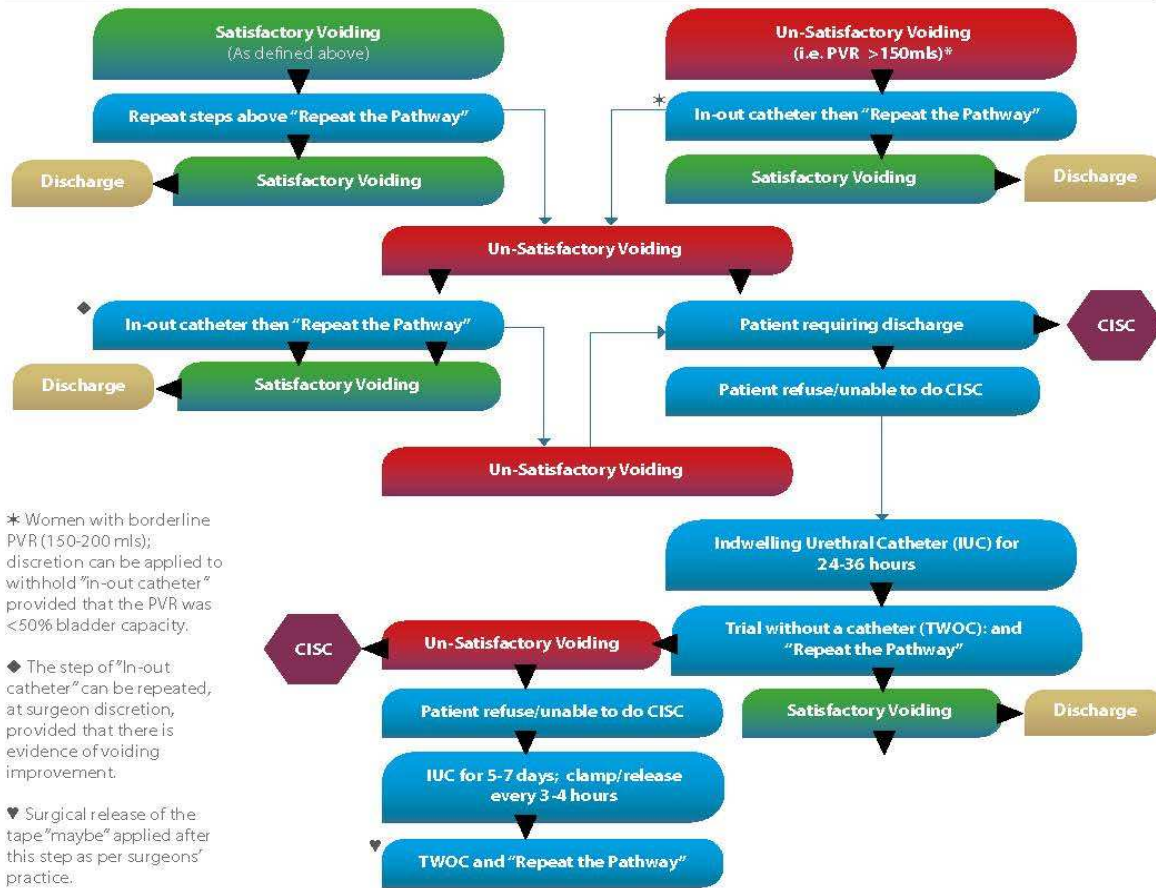 Satisfactory Voiding
(As defined above)
Un-Satisfactory Voiding
(i.e. PVR >150mls)*
Repeat steps above "Repeat the Pathway"
✶
In-out catheter then "Repeat the Pathway"
Discharge
Satisfactory Voiding
Satisfactory Voiding
Discharge
Un-Satisfactory Voiding
◆
In-out catheter then "Repeat the Pathway"
Patient requiring discharge
CISC
Discharge
Satisfactory Voiding
Patient refuse/unable to do CISC
Un-Satisfactory Voiding
✶ Women with borderline
PVR (150-200 mls);
discretion can be applied to
withhold "in-out catheter"
provided that the PVR was
<50% bladder capacity.
Indwelling Urethral Catheter (IUC) for
24-36 hours
CISC
Un-Satisfactory Voiding
Trial without a catheter (TWOC): and
"Repeat the Pathway"
◆ The step of "In-out
catheter" can be repeated,
at surgeon discretion,
provided that there is
evidence of voiding
improvement.
Patient refuse/unable to do CISC
Satisfactory Voiding
Discharge
IUC for 5-7 days; clamp/release
every 3-4 hours
♥ Surgical release of the
tape "maybe" applied after
this step as per surgeons'
practice.
♥
TWOC and "Repeat the Pathway"